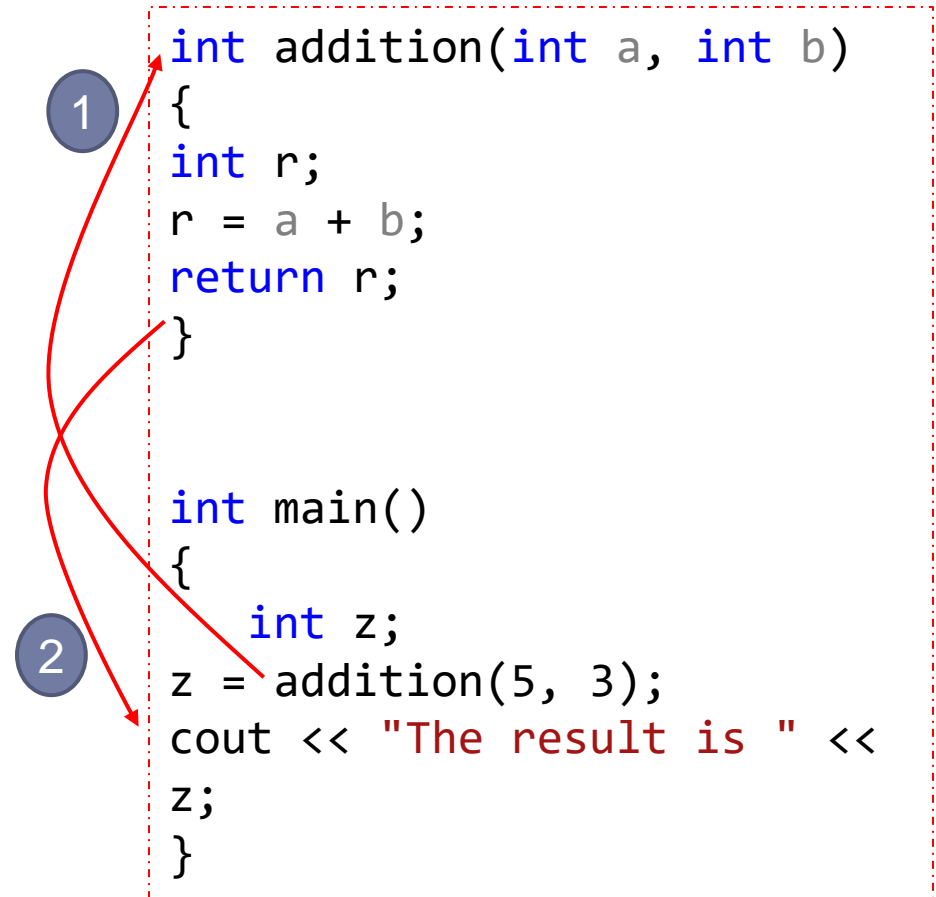 int addition(int a, int b)
1
{
int r;
r = a + b;
return r;
}
int main()
{
int z;
2
z = addition(5, 3);
cout << "The result is " <<
z;
}